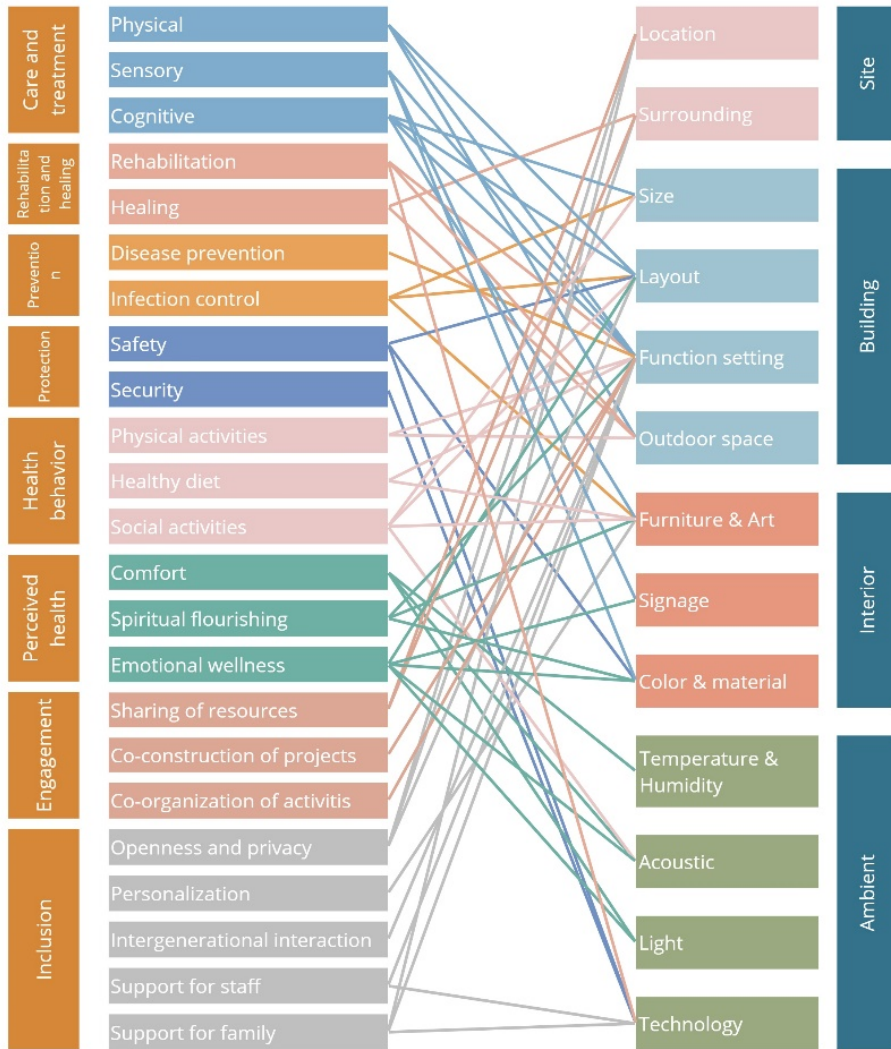 Care and
treatment
Physical
Sensory
Cognitive
Rehabilita
tion and
healing
Rehabilitation
Healing
Preventio
n
Disease prevention
Infection control
Protection
Safety
Security
Health
behavior
Physical activities
Healthy diet
Social activities
Perceived
health
Comfort
Spiritual flourishing
Emotional wellness
Engagement
Sharing of resources
Co-construction of projects
Co-organization of activitis
Inclusion
Openness and privacy
Personalization
Intergenerational interaction
Support for staff
Support for family
Location
Surrounding
Site
Size
Layout
Function setting
Outdoor space
Building
Furniture & Art
Signage
Color & material
Interior
Temperature &
Humidity
Acoustic
Light
Technology
Ambient